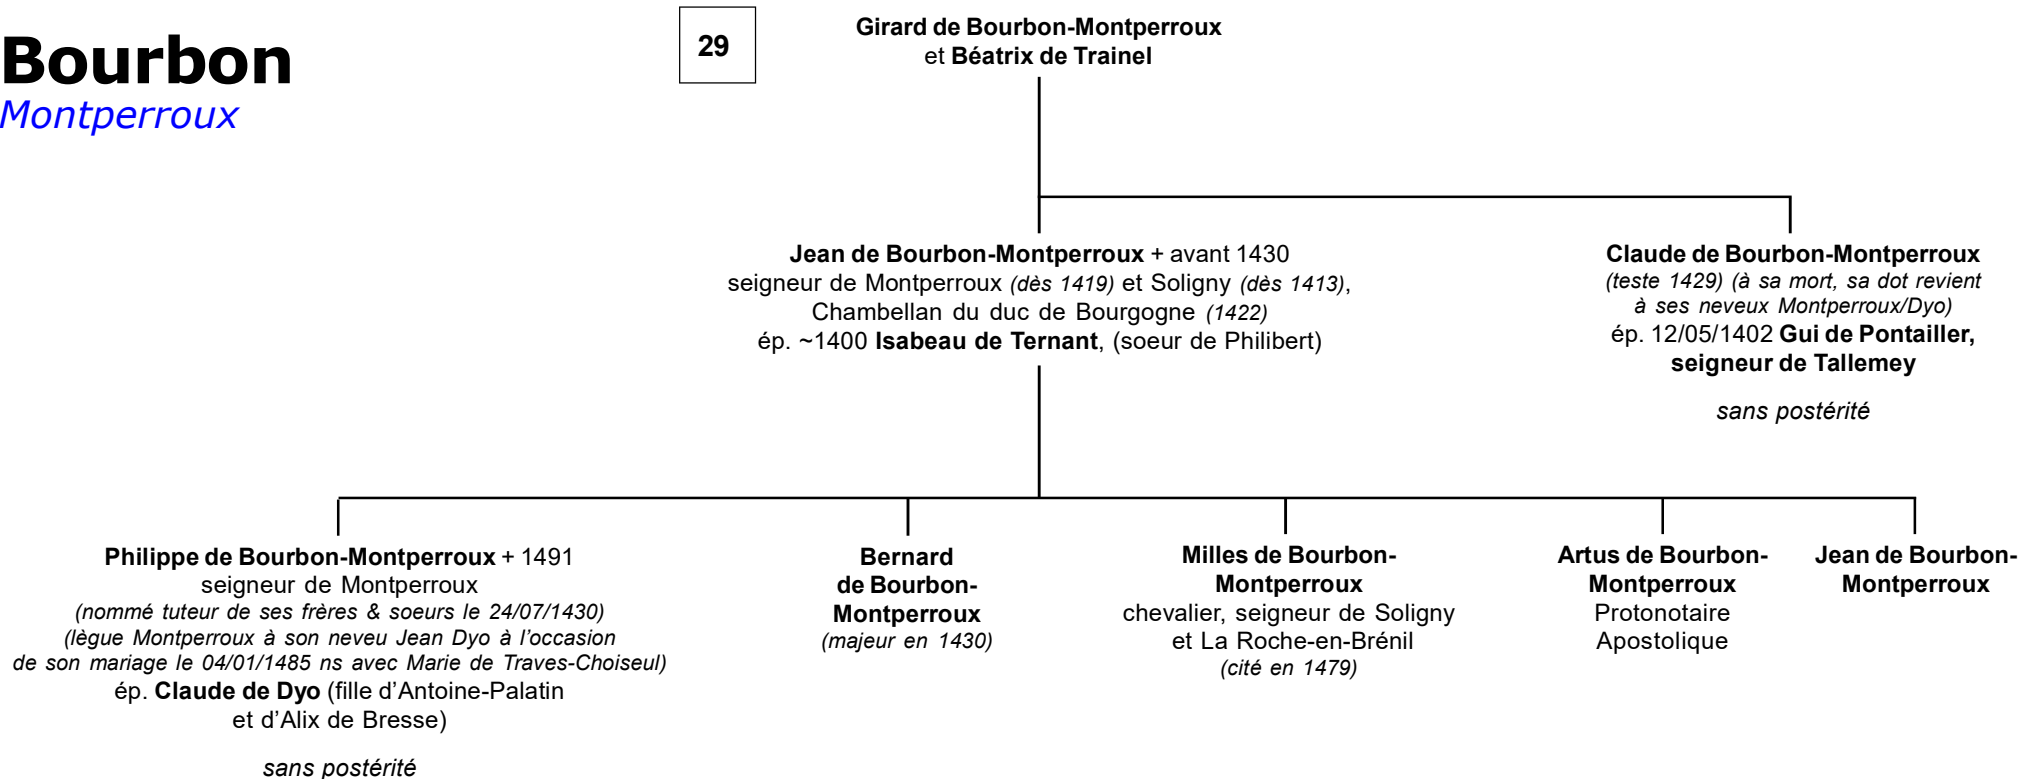 Bourbon
Montperroux
29
Girard de Bourbon-Montperroux
et Béatrix de Trainel
Jean de Bourbon-Montperroux + avant 1430
seigneur de Montperroux (dès 1419) et Soligny (dès 1413),
Chambellan du duc de Bourgogne (1422)
ép. ~1400 Isabeau de Ternant, (soeur de Philibert)
Claude de Bourbon-Montperroux
(teste 1429) (à sa mort, sa dot revient
à ses neveux Montperroux/Dyo)
ép. 12/05/1402 Gui de Pontailler,
seigneur de Tallemey
sans postérité
Philippe de Bourbon-Montperroux + 1491
seigneur de Montperroux
(nommé tuteur de ses frères & soeurs le 24/07/1430)
(lègue Montperroux à son neveu Jean Dyo à l'occasion
de son mariage le 04/01/1485 ns avec Marie de Traves-Choiseul)
ép. Claude de Dyo (fille d'Antoine-Palatin
et d'Alix de Bresse)
sans postérité
Bernard
de Bourbon-
Montperroux
(majeur en 1430)
Milles de Bourbon-
Montperroux
chevalier, seigneur de Soligny
et La Roche-en-Brénil
(cité en 1479)
Artus de Bourbon-
Montperroux
Protonotaire
Apostolique
Jean de Bourbon-
Montperroux